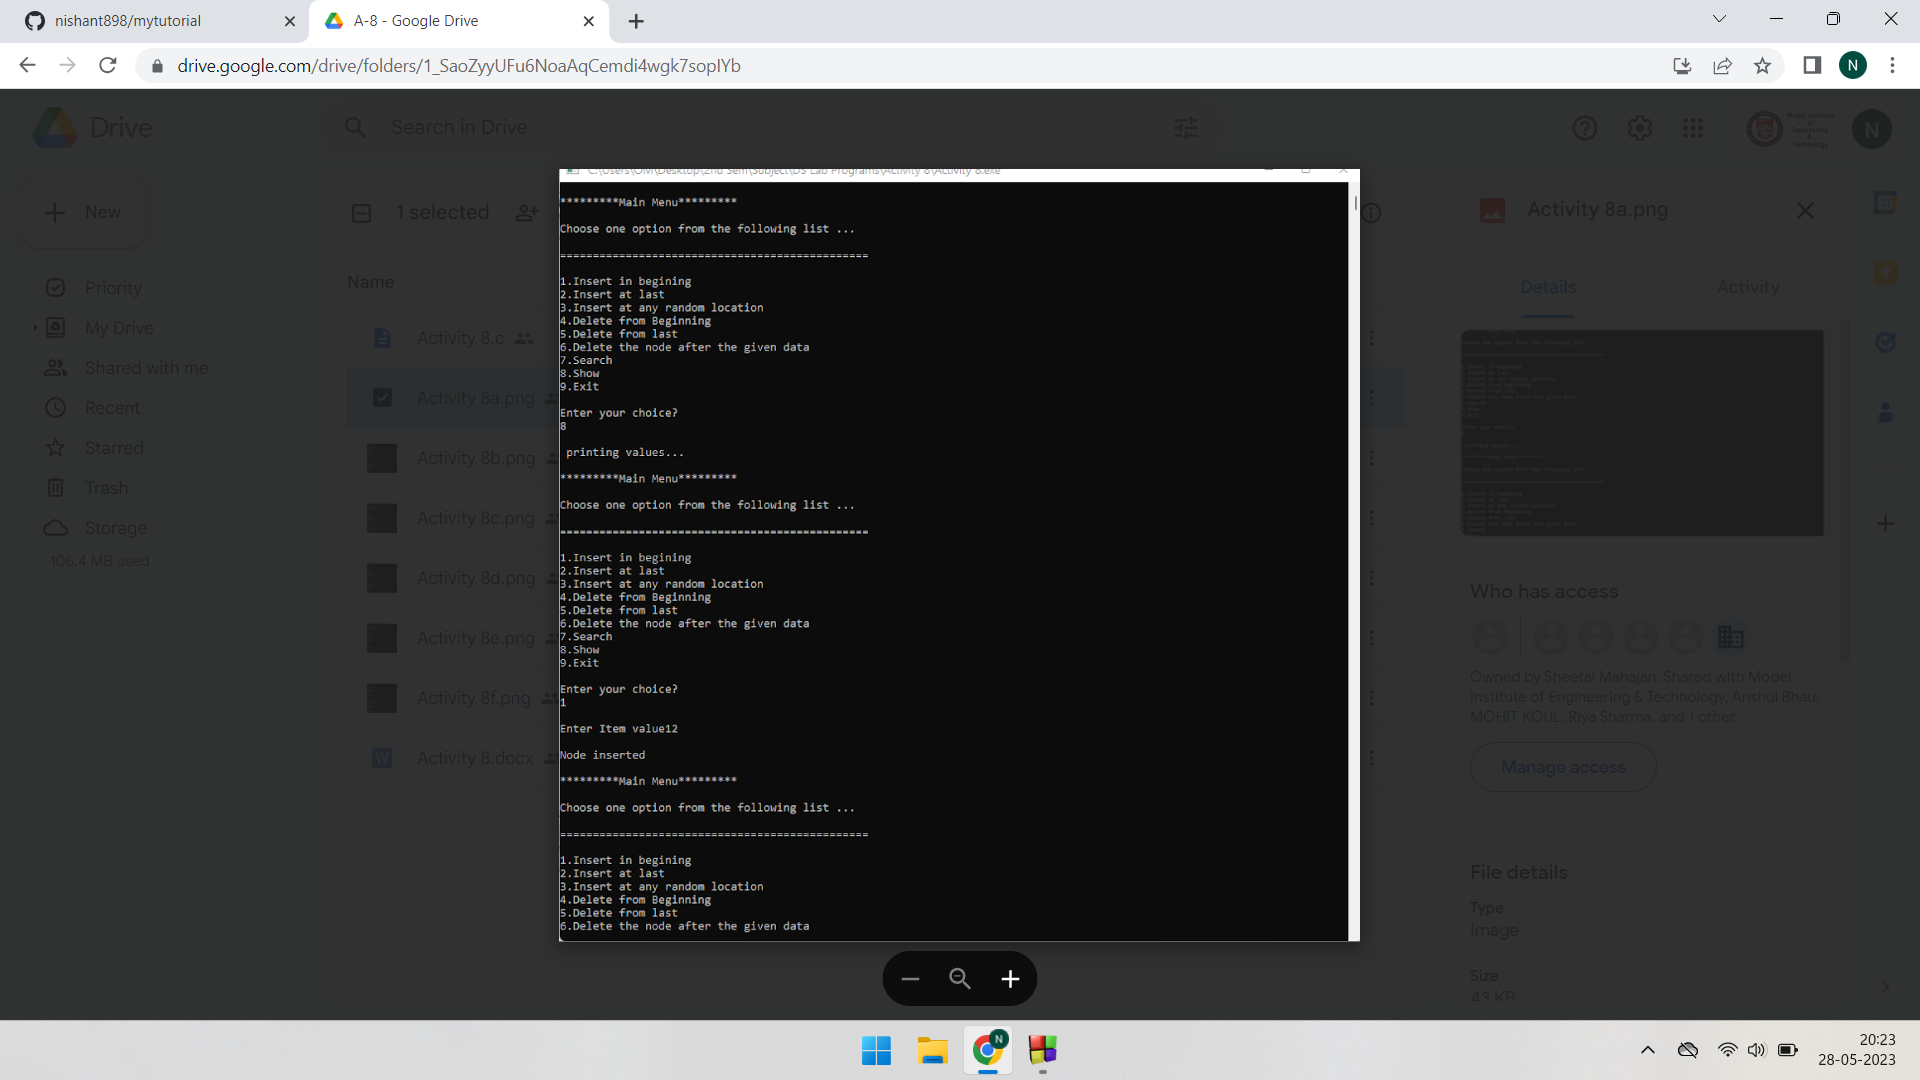 nishant898/mytutorial
A-8 - Google Drive
drive.google.com/drive/folders/1_SaoZyyUFu6NoaAqCemdi4wgk7sopIYb
N
Drive
Search in Drive
Model Institute
of
Engineering
&
Technology
N
New
1 selected
Activity 8a.png
Priority
My Drive
Shared with me
Recent
Starred
Trash
Storage
106.4 MB used
Name
Activity 8.c
Activity 8a.png
Activity 8b.png
Activity 8c.png
Activity 8d.png
Activity 8e.png
Activity 8f.png
Activity 8.docx
C:\Users\OM\Desktop\2nd Sem\Subject\DS Lab Programs\Activity 8\Activity 8.exe
*********Main Menu*********
Choose one option from the following list ...
===============================================
1.Insert in begining
2.Insert at last
3.Insert at any random location
4.Delete from Beginning
5.Delete from last
6.Delete the node after the given data
7.Search
8.Show
9.Exit
Enter your choice?
8
printing values...
*********Main Menu*********
Choose one option from the following list ...
===============================================
1.Insert in begining
2.Insert at last
3.Insert at any random location
4.Delete from Beginning
5.Delete from last
6.Delete the node after the given data
7.Search
8.Show
9.Exit
Enter your choice?
1
Enter Item value12
Node inserted
*********Main Menu*********
Choose one option from the following list ...
===============================================
1.Insert in begining
2.Insert at last
3.Insert at any random location
4.Delete from Beginning
5.Delete from last
6.Delete the node after the given data
Details
Activity
Who has access
Owned by Sheetal Mahajan. Shared with Model
Institute of Engineering & Technology, Anshul Bhau,
MOHIT KOUL, Riya Sharma, and 1 other.
Manage access
File details
Type
Image
Size
43 KB
N
20:23
28-05-2023